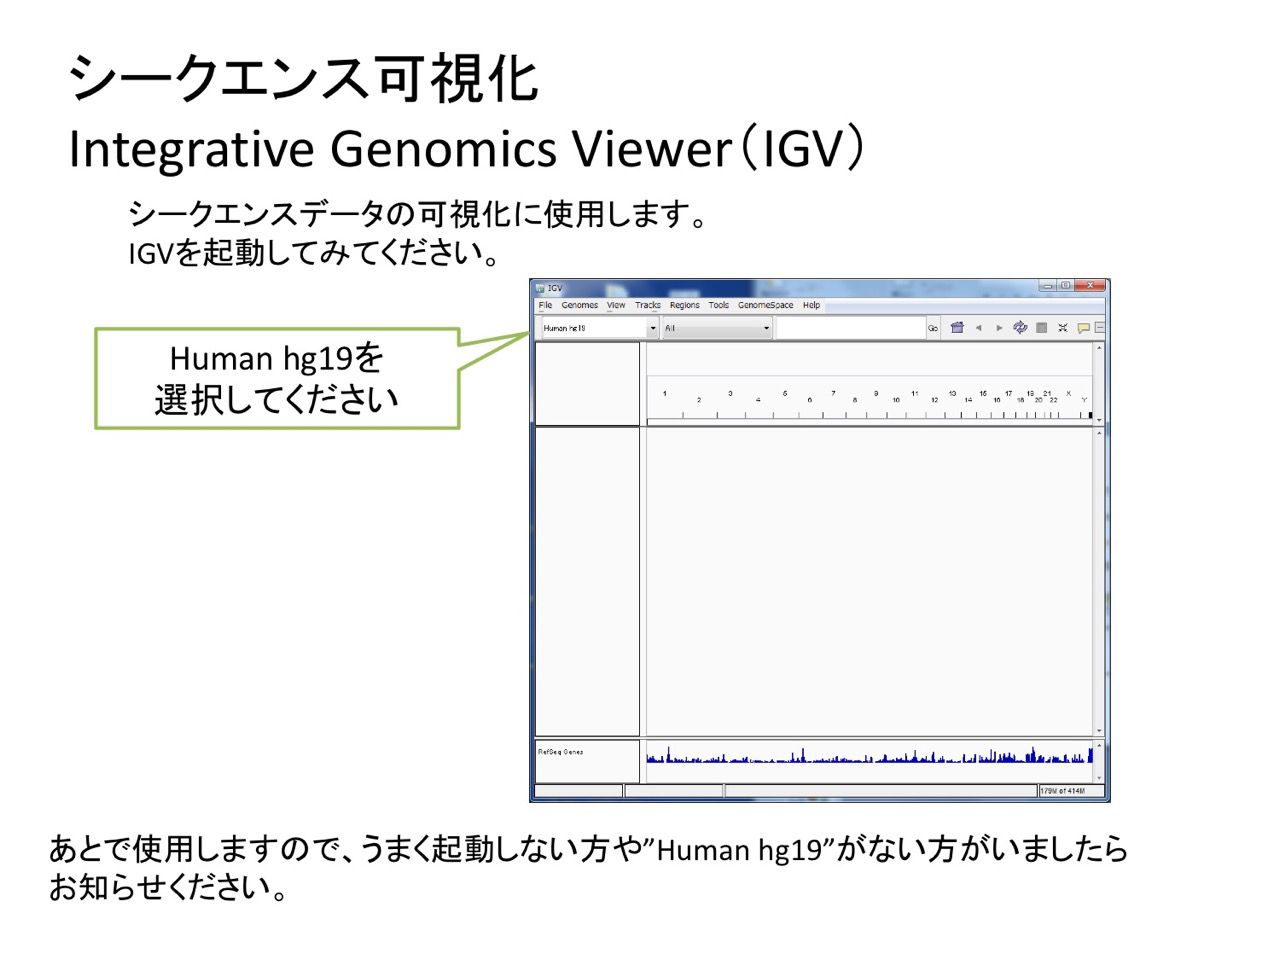 シークエンス可視化
Integrative Genomics Viewer（IGV）
シークエンスデータの可視化に使用します。
IGVを起動してみてください。
Human hg19を
選択してください
IGV
File Genomes View Tracks Regions Tools GenomeSpace Help
Human hg19 All Go
1 3 5 7 9 11 13 15 17 19 21 X
2 4 6 8 10 12 14 16 18 20 22 Y
RefSeq Genes
179M of 414M
あとで使用しますので、うまく起動しない方や”Human hg19”がない方がいましたら
お知らせください。